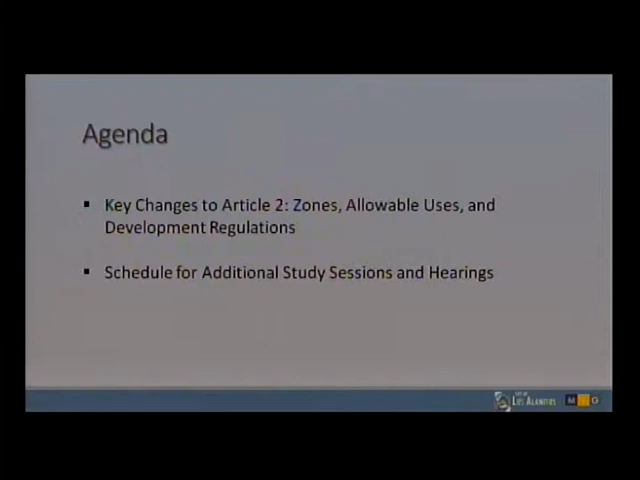 Agenda
Key Changes to Article 2: Zones, Allowable Uses, and
Development Regulations
Schedule for Additional Study Sessions and Hearings
LOS ALAMITOS
M I G